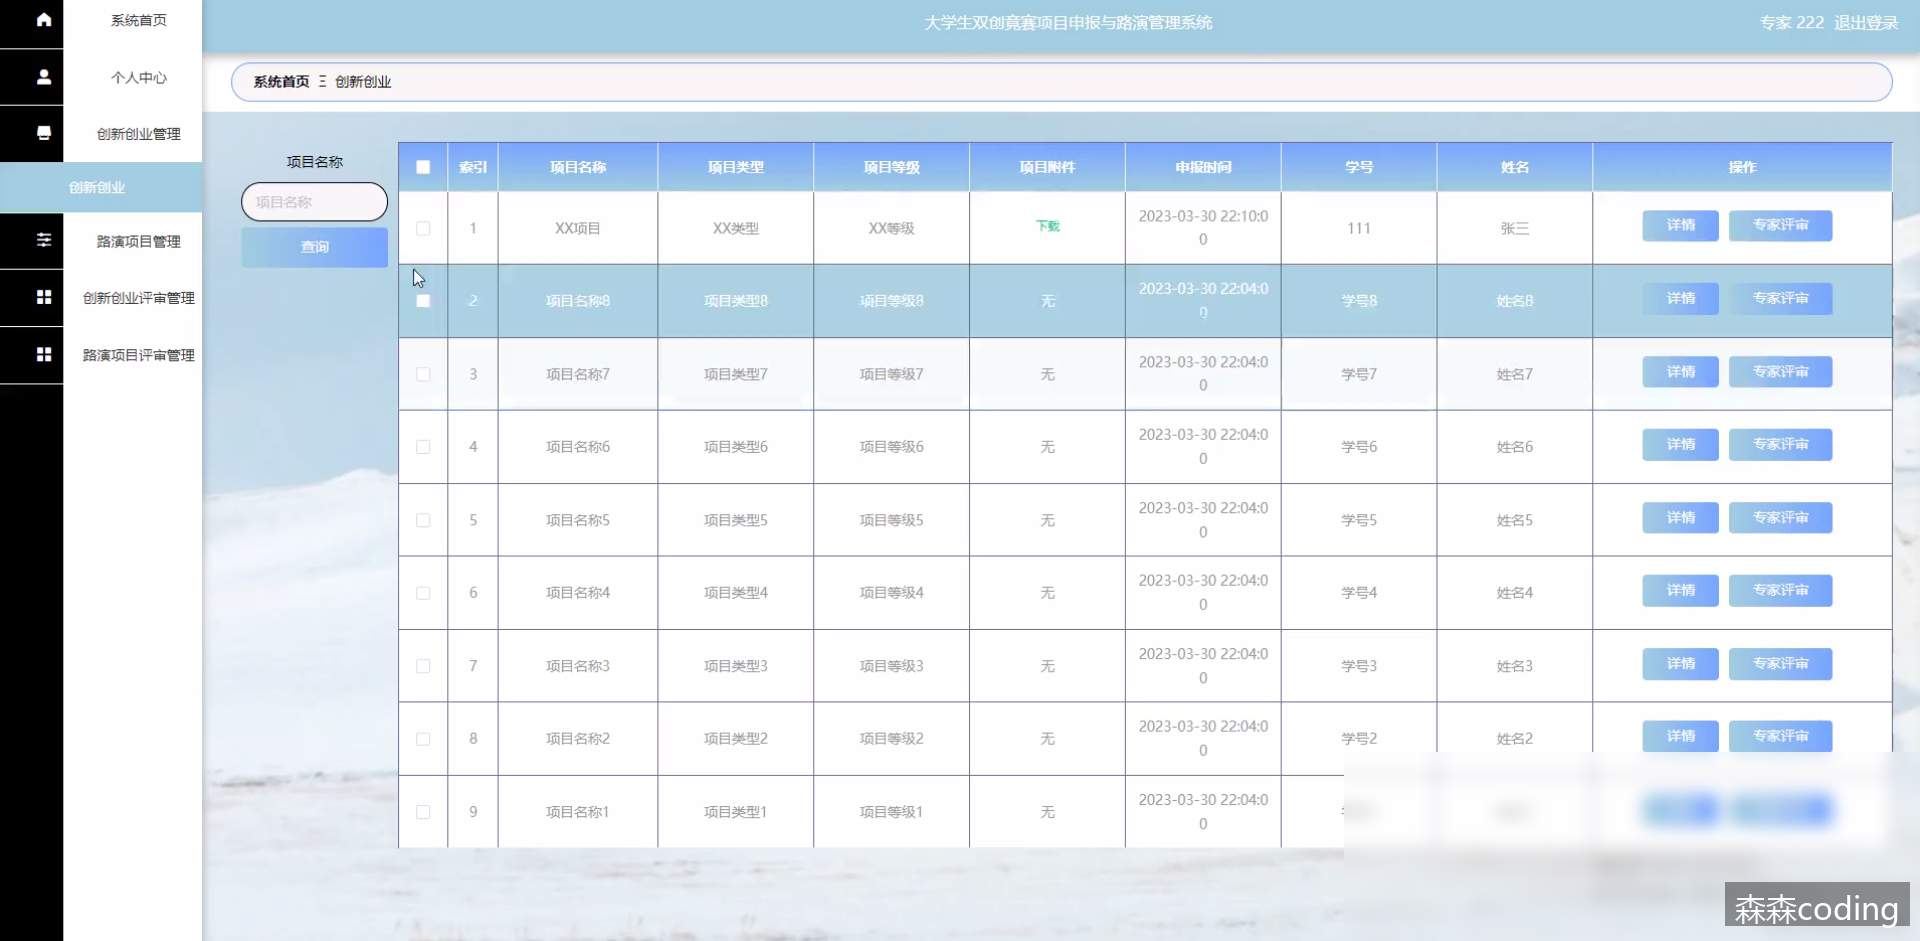 系统首页
大学生双创竟赛项目申报与路演管理系统
专家 222 退出登录
个人中心
系统首页 Ξ 创新创业
创新创业管理
创新创业
路演项目管理
创新创业评审管理
路演项目评审管理
项目名称
项目名称
查询
索引 项目名称 项目类型 项目等级 项目附件 申报时间 学号 姓名 操作
1 XX项目 XX类型 XX等级 下载 2023-03-30 22:10:0 111 张三 详情 专家评审
0
2 项目名称8 项目类型8 项目等级8 无 2023-03-30 22:04:0 学号8 姓名8 详情 专家评审
0
3 项目名称7 项目类型7 项目等级7 无 2023-03-30 22:04:0 学号7 姓名7 详情 专家评审
0
4 项目名称6 项目类型6 项目等级6 无 2023-03-30 22:04:0 学号6 姓名6 详情 专家评审
0
5 项目名称5 项目类型5 项目等级5 无 2023-03-30 22:04:0 学号5 姓名5 详情 专家评审
0
6 项目名称4 项目类型4 项目等级4 无 2023-03-30 22:04:0 学号4 姓名4 详情 专家评审
0
7 项目名称3 项目类型3 项目等级3 无 2023-03-30 22:04:0 学号3 姓名3 详情 专家评审
0
8 项目名称2 项目类型2 项目等级2 无 2023-03-30 22:04:0 学号2 姓名2 详情 专家评审
0
9 项目名称1 项目类型1 项目等级1 无 2023-03-30 22:04:0
0
森森coding